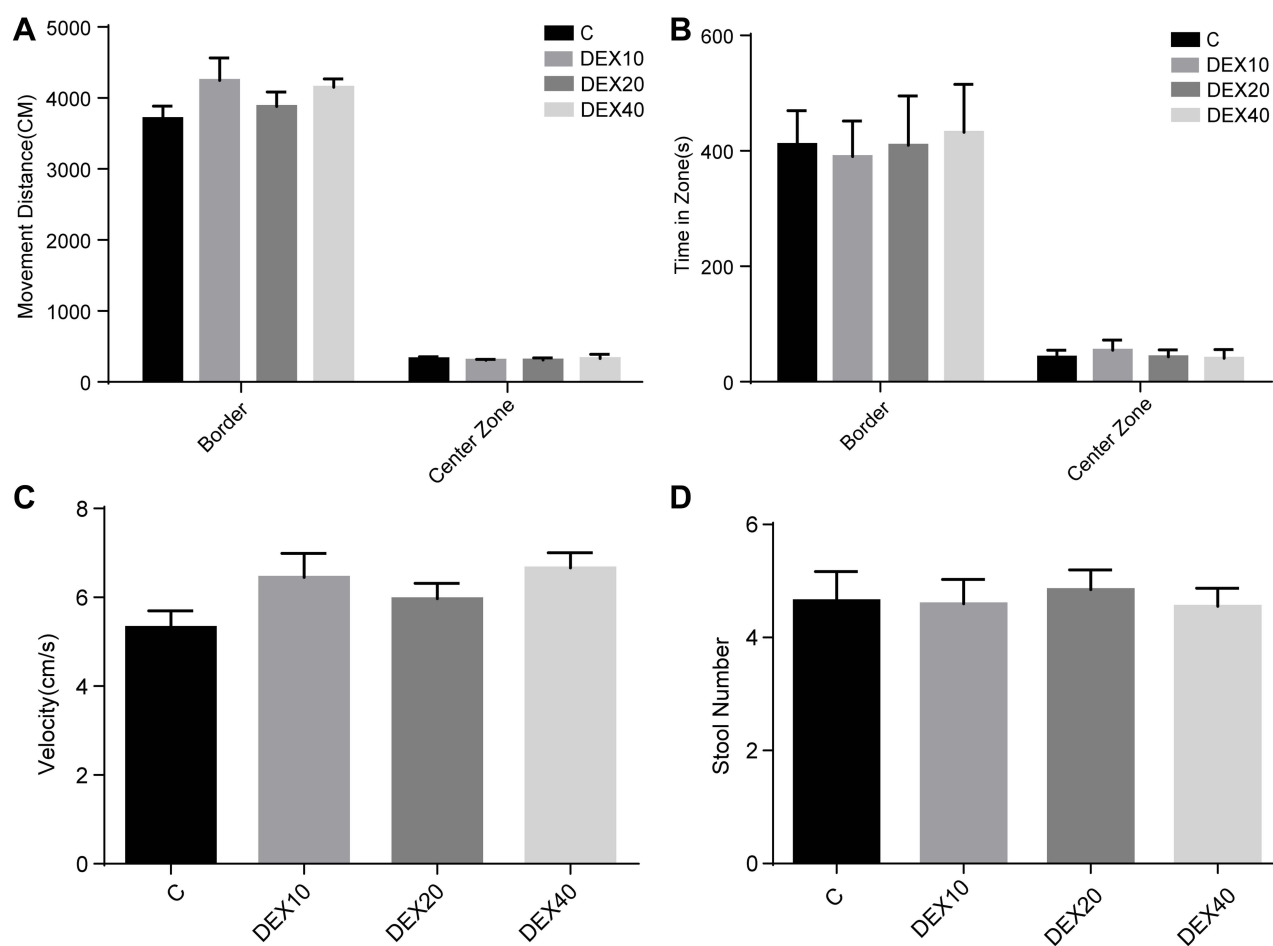 A
5000
4000
3000
2000
1000
0
Movement Distance(CM)
C
DEX10
DEX20
DEX40
Border
Center Zone
B
600
400
200
0
Time in Zone(s)
C
DEX10
DEX20
DEX40
Border
Center Zone
C
8
6
4
2
0
Velocity(cm/s)
C
DEX10
DEX20
DEX40
D
6
4
2
0
Stool Number
C
DEX10
DEX20
DEX40